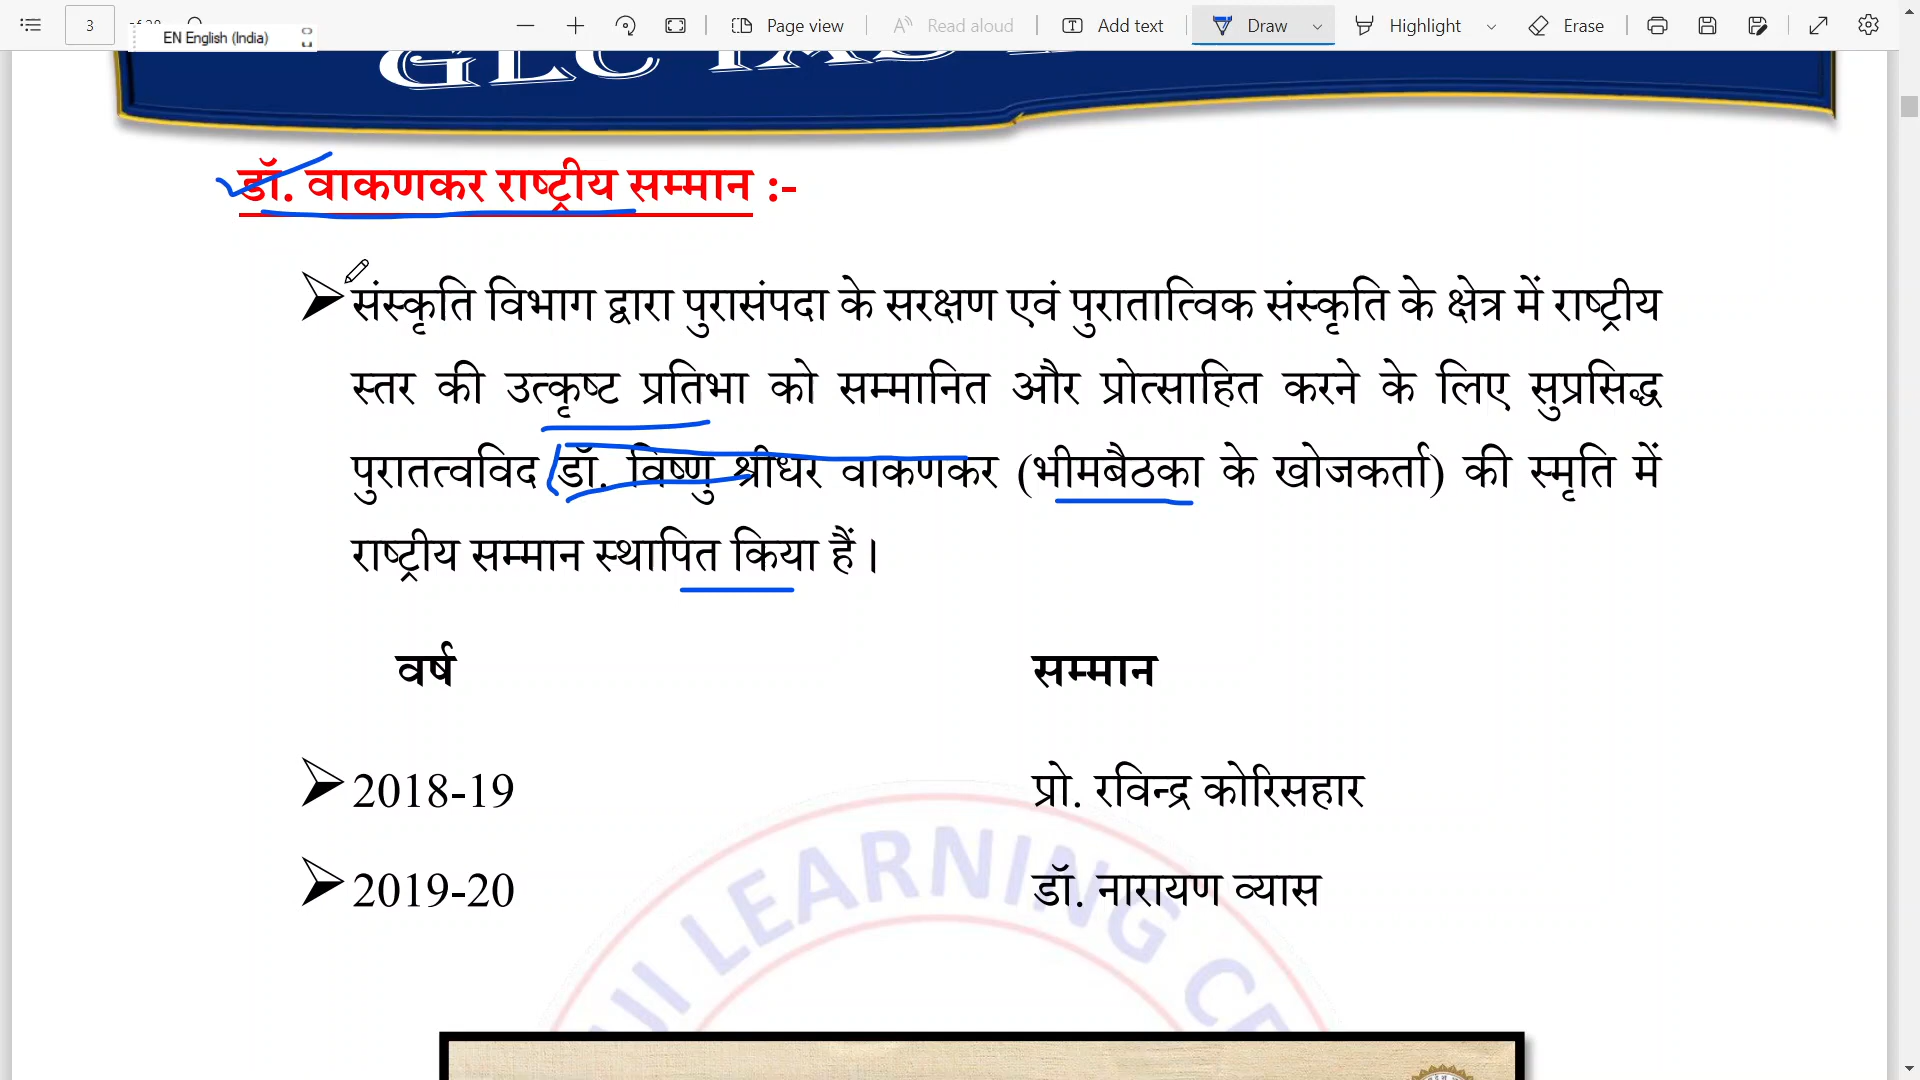 3
EN English (India)
Page view
Read aloud
Add text
Draw
Highlight
Erase
डॉ. वाकणकर राष्ट्रीय सम्मान :-
संस्कृति विभाग द्वारा पुरासंपदा के सरक्षण एवं पुरातात्विक संस्कृति के क्षेत्र में राष्ट्रीय
स्तर की उत्कृष्ट प्रतिभा को सम्मानित और प्रोत्साहित करने के लिए सुप्रसिद्ध
पुरातत्वविद डॉ. विष्णु श्रीधर वाकणकर (भीमबैठका के खोजकर्ता) की स्मृति में
राष्ट्रीय सम्मान स्थापित किया हैं।
वर्ष सम्मान
2018-19 प्रो. रविन्द्र कोरिसहार
2019-20 डॉ. नारायण व्यास
LEARNING